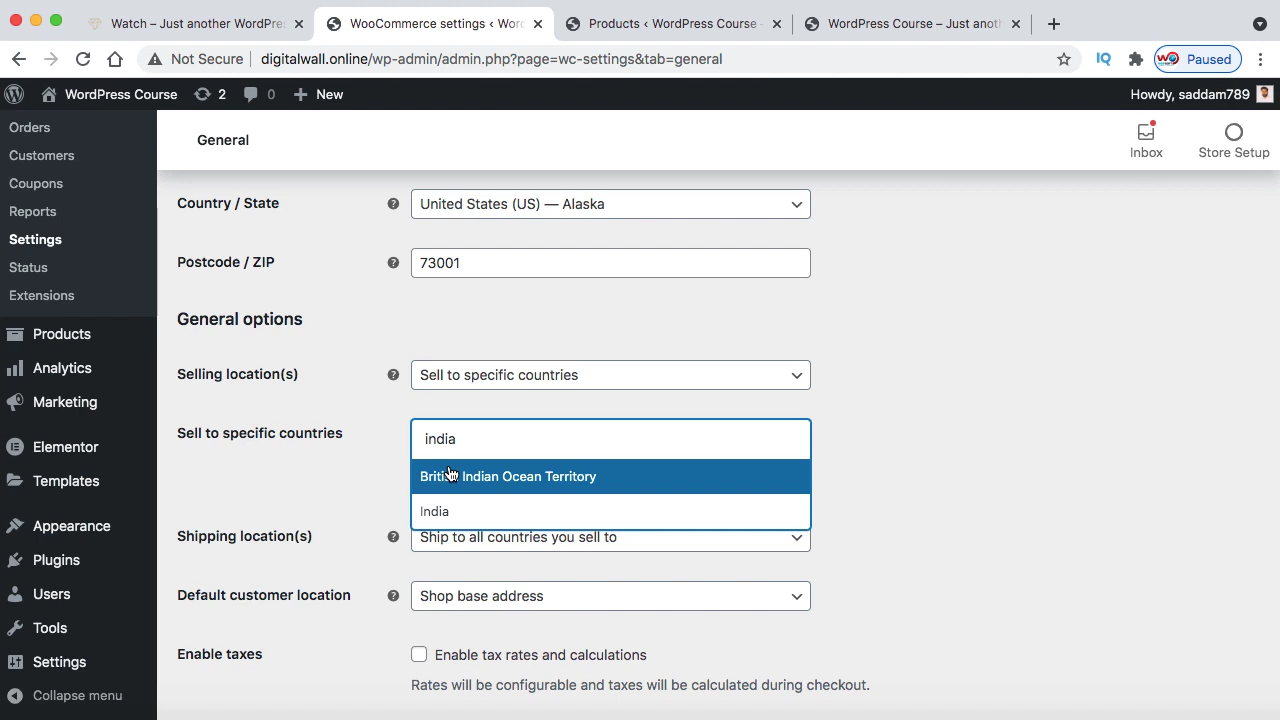 Watch – Just another WordPres
WooCommerce settings ‹ Word
Products ‹ WordPress Course –
WordPress Course – Just anoth
Not Secure
digitalwall.online/wp-admin/admin.php?page=wc-settings&tab=general
IQ
Paused
WordPress Course
2
0
New
Howdy, saddam789
Orders
Customers
Coupons
Reports
Settings
Status
Extensions
Products
Analytics
Marketing
Elementor
Templates
Appearance
Plugins
Users
Tools
Settings
Collapse menu
General
Inbox
Store Setup
Country / State
United States (US) — Alaska
Postcode / ZIP
73001
General options
Selling location(s)
Sell to specific countries
Sell to specific countries
india
British Indian Ocean Territory
India
Shipping location(s)
Ship to all countries you sell to
Default customer location
Shop base address
Enable taxes
Enable tax rates and calculations
Rates will be configurable and taxes will be calculated during checkout.